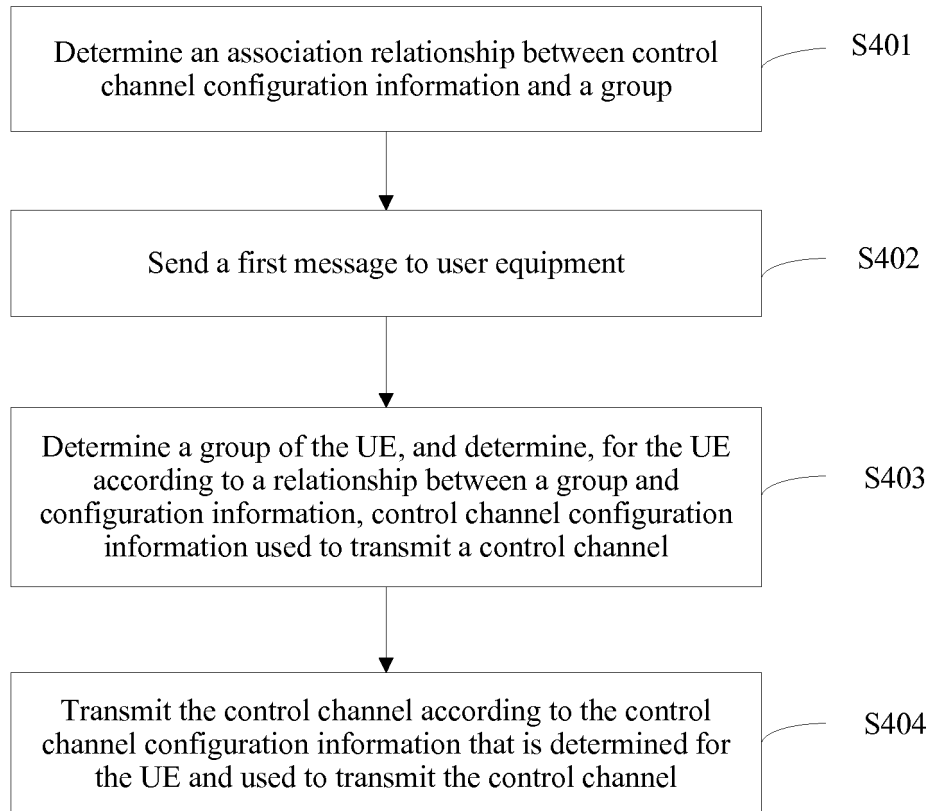 Determine an association relationship between control
channel configuration information and a group
S401
Send a first message to user equipment
S402
Determine a group of the UE, and determine, for the UE
according to a relationship between a group and
configuration information, control channel configuration
information used to transmit a control channel
S403
Transmit the control channel according to the control
channel configuration information that is determined for
the UE and used to transmit the control channel
S404